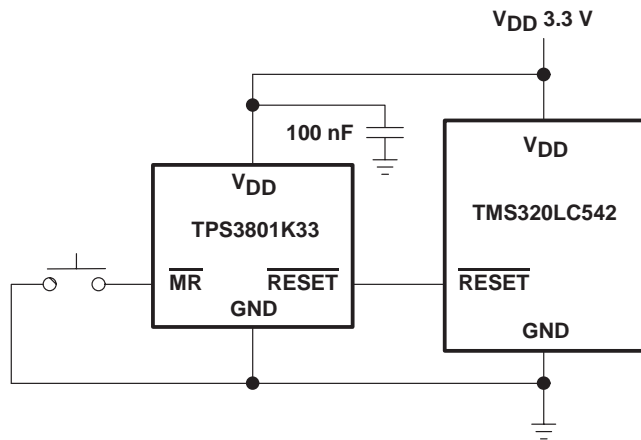 VDD 3.3 V
100 nF
VDD
VDD
TPS3801K33
TMS320LC542
MR
RESET
RESET
GND
GND